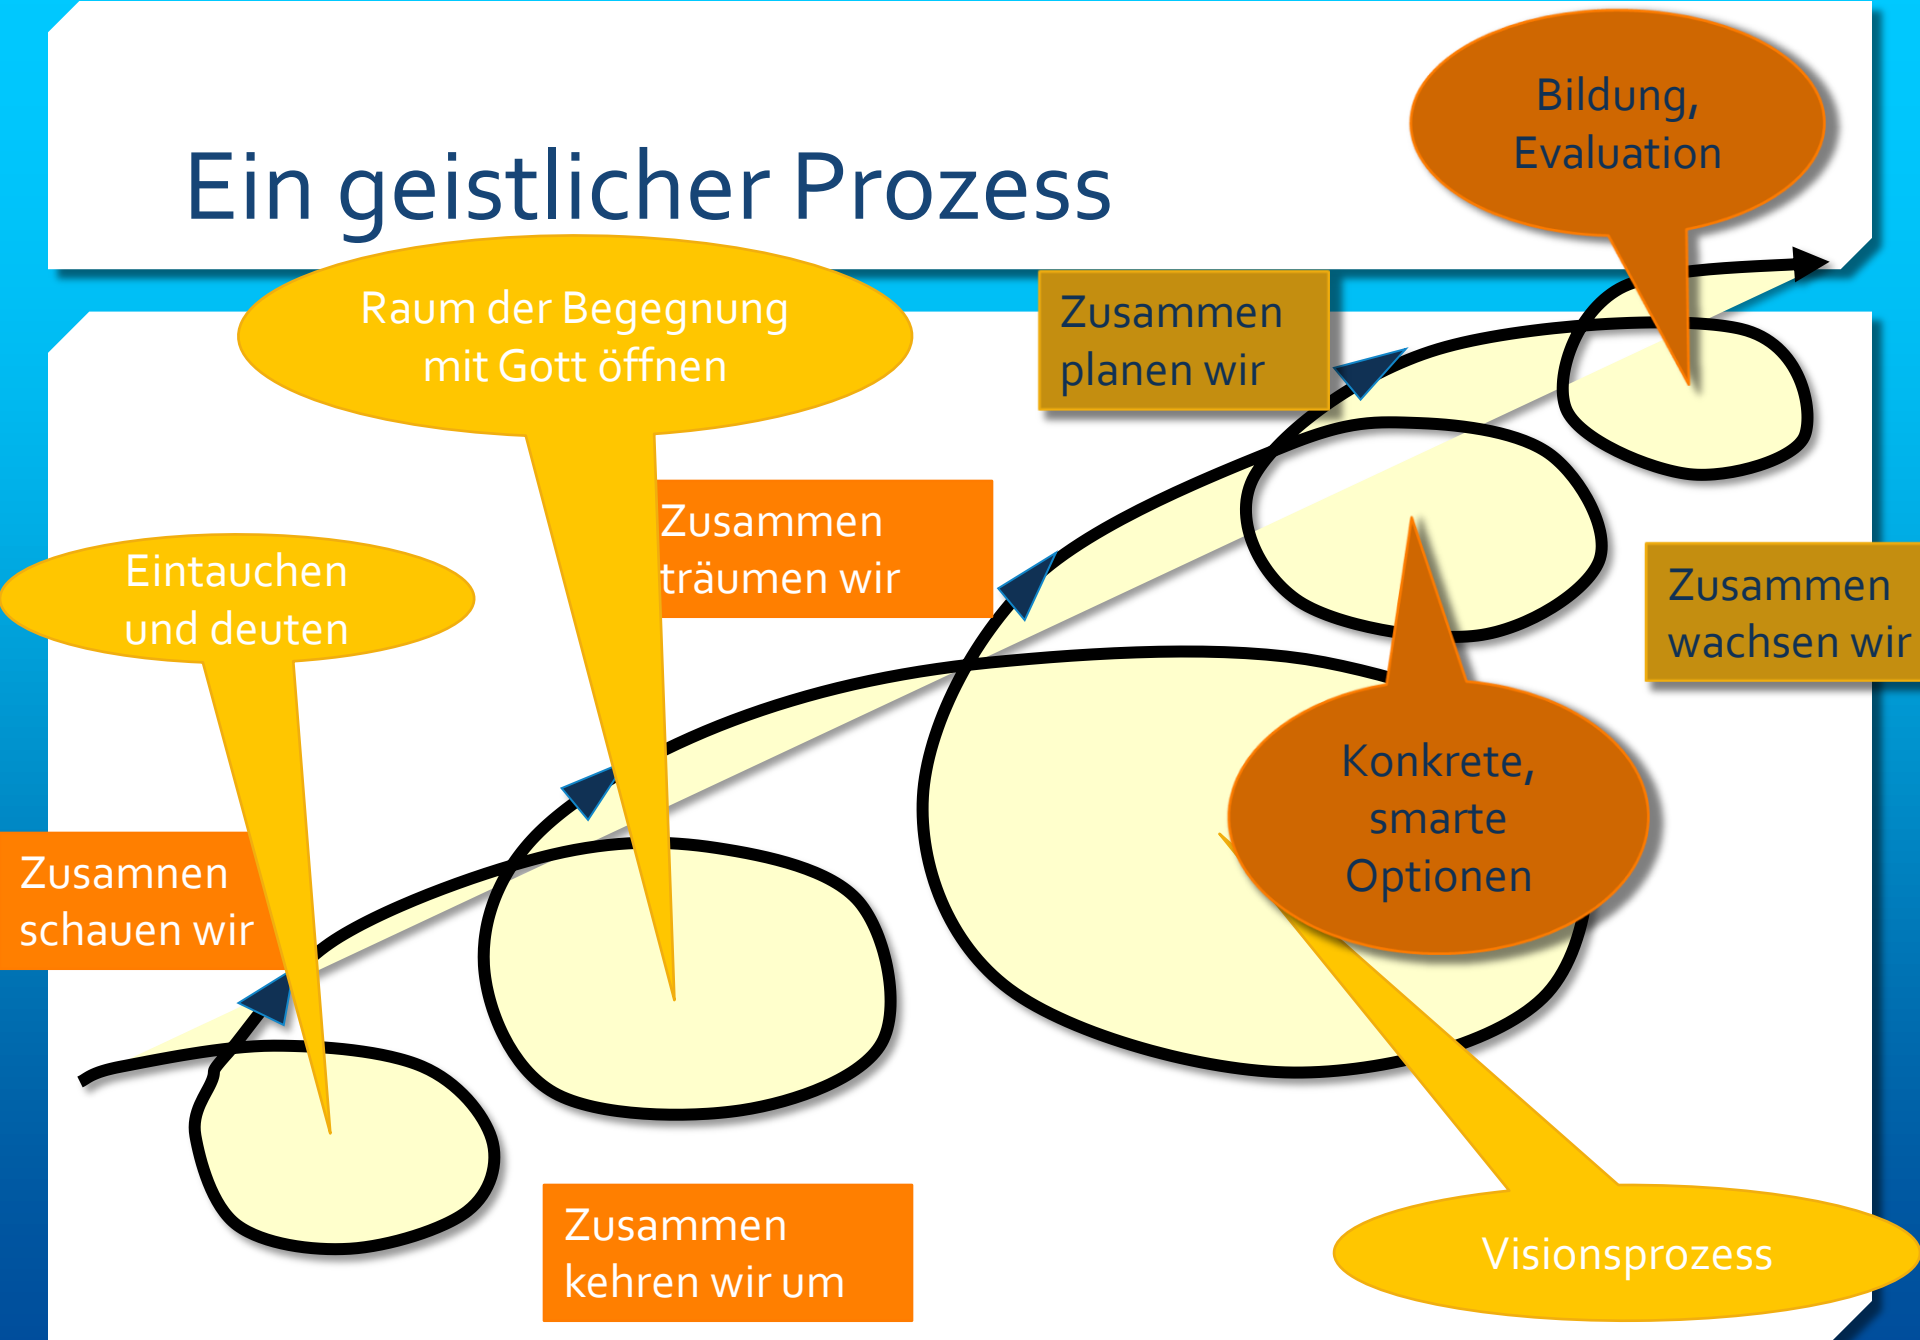 Ein geistlicher Prozess
Bildung,
Evaluation
Raum der Begegnung
mit Gott öffnen
Zusammen
planen wir
Zusammen
träumen wir
Eintauchen
und deuten
Zusammen
wachsen wir
Konkrete,
smarte
Optionen
Zusamnen
schauen wir
Zusammen
kehren wir um
Visionsprozess